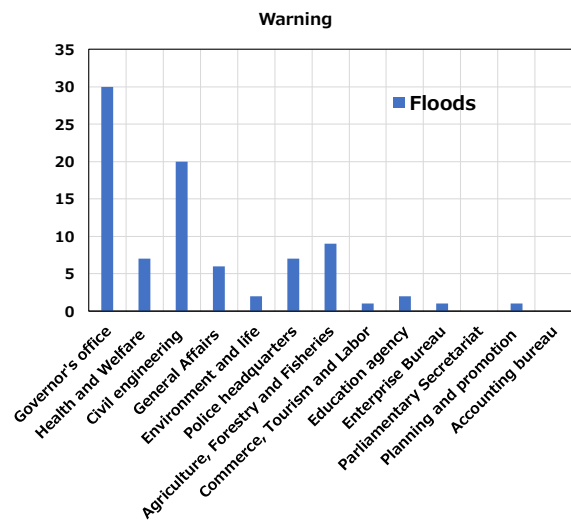 Warning
35
30
25
20
15
10
5
0
Floods
Governor's office
Health and Welfare
Civil engineering
General Affairs
Environment and life
Police headquarters
Agriculture, Forestry and Fisheries
Commerce, Tourism and Labor
Education agency
Enterprise Bureau
Parliamentary Secretariat
Planning and promotion
Accounting bureau